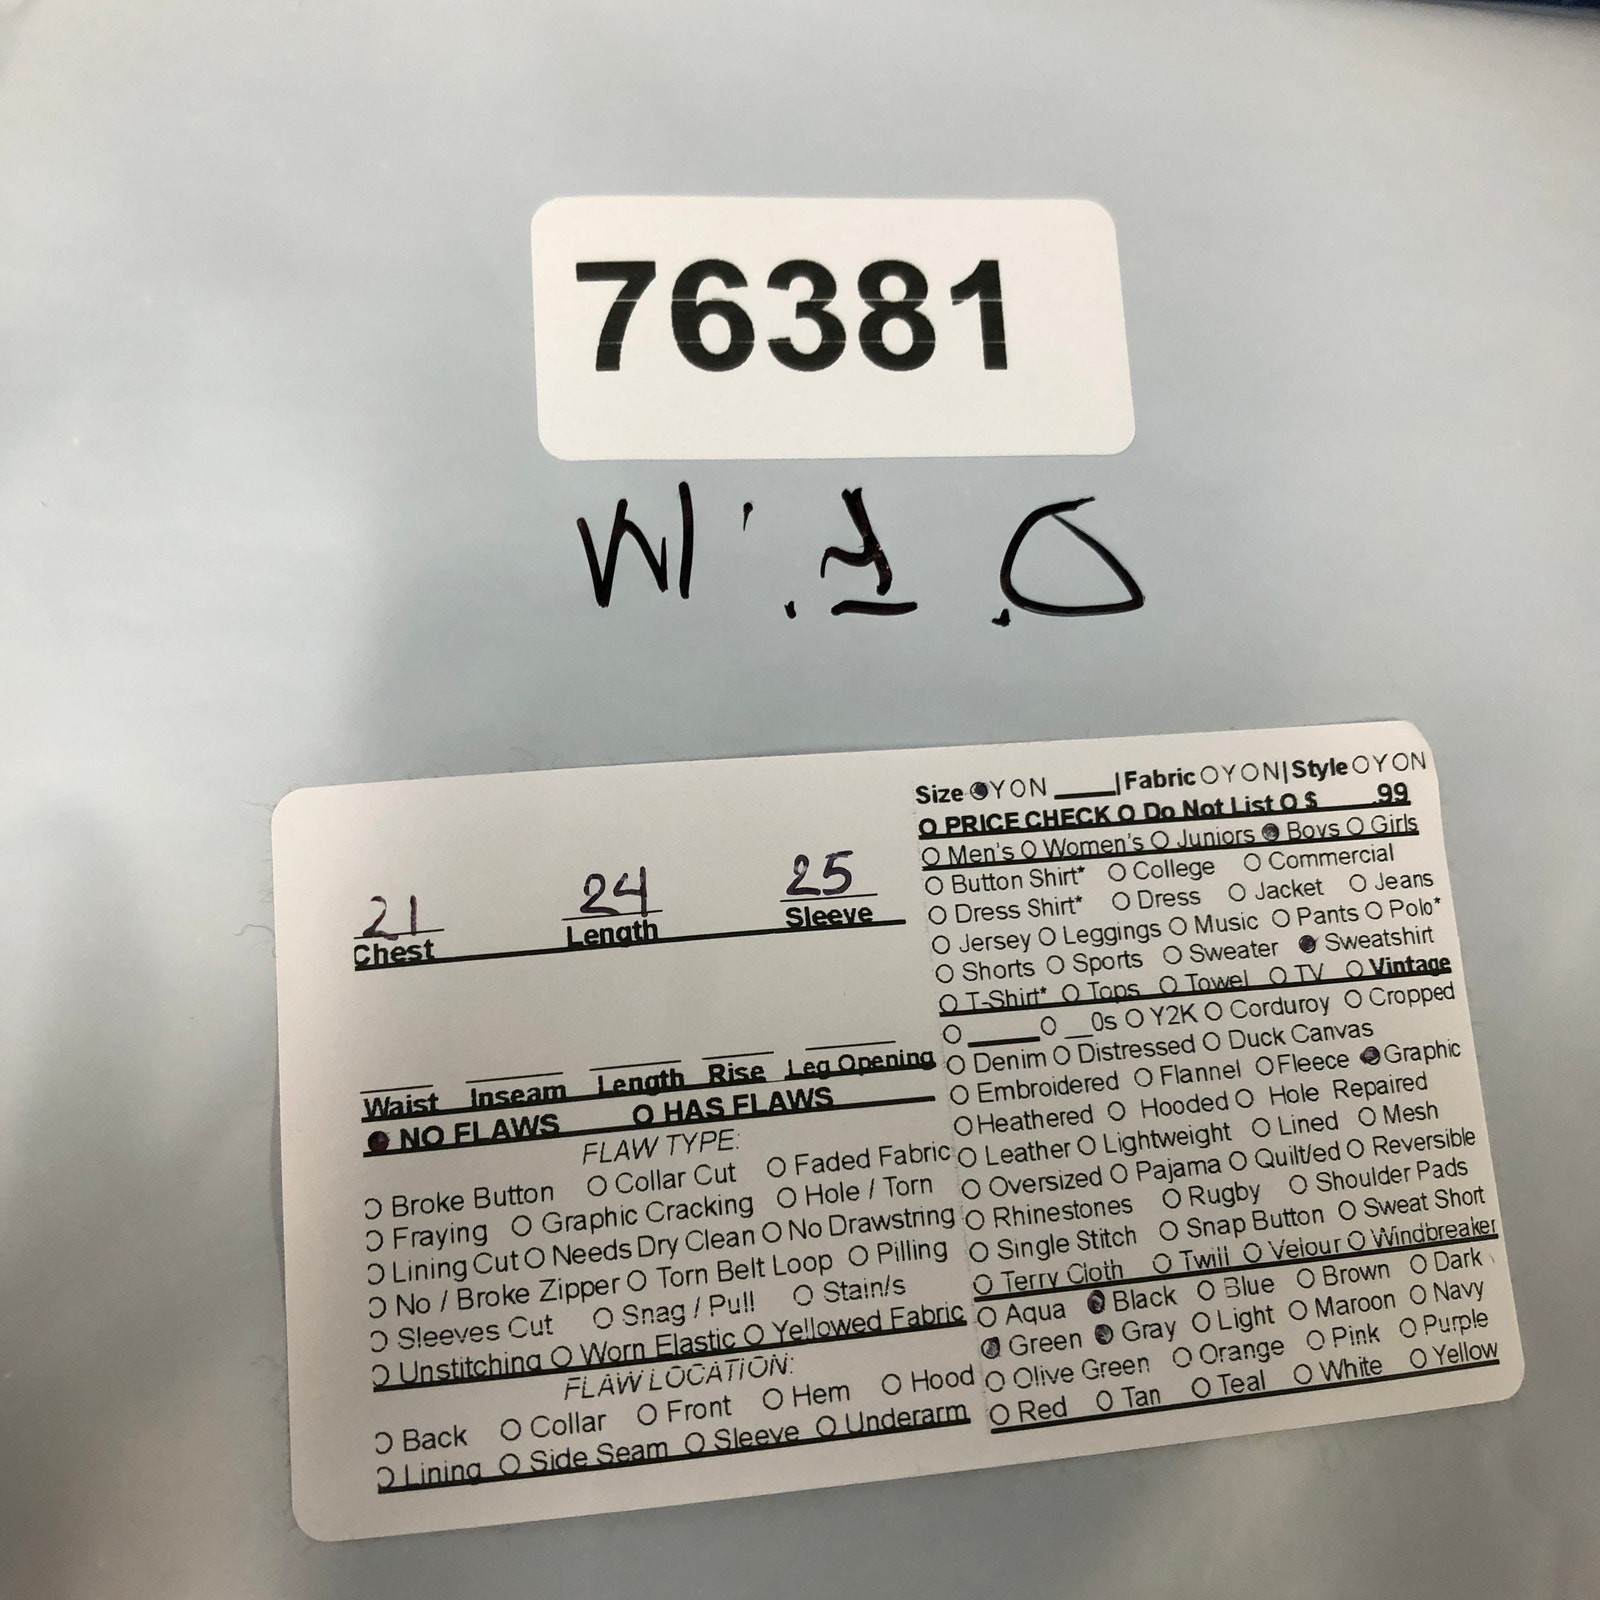 76381
Size ○Y○N ____|Fabric○Y○N|Style○Y○N
○ PRICE CHECK ○ Do Not List ○ $ .99
○ Men's ○ Women's ○ Juniors ● Boys ○ Girls
○ Button Shirt* ○ College ○ Commercial
○ Dress Shirt* ○ Dress ○ Jacket ○ Jeans
○ Jersey ○ Leggings ○ Music ○ Pants ○ Polo*
○ Shorts ○ Sports ○ Sweater ● Sweatshirt
○ T-Shirt* ○ Tops ○ Towel ○ TV ○ Vintage
○ ____ ○ __0s ○ Y2K ○ Corduroy ○ Cropped
○ Denim ○ Distressed ○ Duck Canvas
○ Embroidered ○ Flannel ○ Fleece ● Graphic
○ Heathered ○ Hooded ○ Hole Repaired
○ Leather ○ Lightweight ○ Lined ○ Mesh
○ Oversized ○ Pajama ○ Quilt/ed ○ Reversible
○ Rhinestones ○ Rugby ○ Shoulder Pads
○ Single Stitch ○ Snap Button ○ Sweat Short
○ Terry Cloth ○ Twill ○ Velour ○ Windbreaker
○ Aqua ● Black ○ Blue ○ Brown ○ Dark
● Green ● Gray ○ Light ○ Maroon ○ Navy
○ Olive Green ○ Orange ○ Pink ○ Purple
○ Red ○ Tan ○ Teal ○ White ○ Yellow
21 24 25
Chest Length Sleeve
Waist Inseam Length Rise Leg Opening
● NO FLAWS ○ HAS FLAWS
FLAW TYPE:
○ Broke Button ○ Collar Cut ○ Faded Fabric
○ Fraying ○ Graphic Cracking ○ Hole / Torn
○ Lining Cut ○ Needs Dry Clean ○ No Drawstring
○ No / Broke Zipper ○ Torn Belt Loop ○ Pilling
○ Sleeves Cut ○ Snag / Pull ○ Stain/s
○ Unstitching ○ Worn Elastic ○ Yellowed Fabric
FLAW LOCATION:
○ Back ○ Collar ○ Front ○ Hem ○ Hood
○ Lining ○ Side Seam ○ Sleeve ○ Underarm